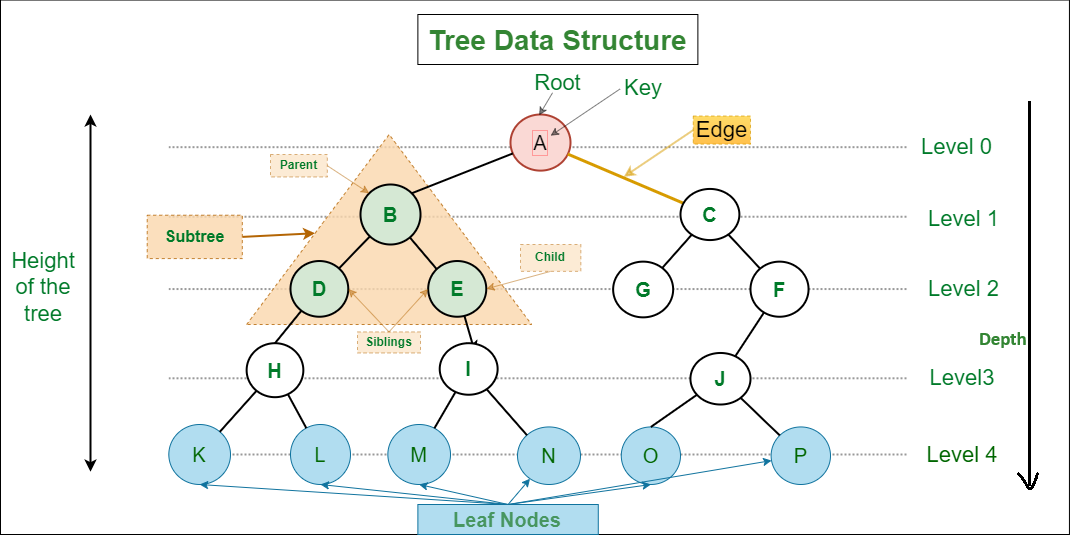 Tree Data Structure
Root
Key
A
Edge
Level 0
Parent
B
C
Level 1
Subtree
Height
of the
tree
Child
D
E
G
F
Level 2
Siblings
Depth
H
I
J
Level3
K
L
M
N
O
P
Level 4
Leaf Nodes